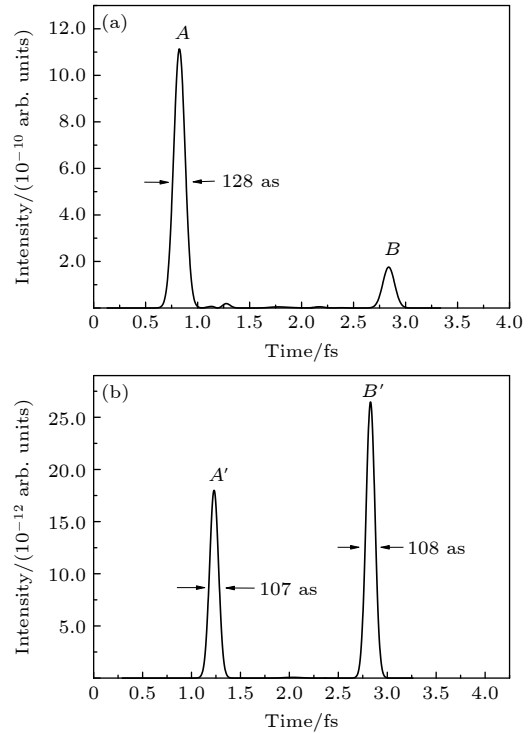 (a)
12.0
10.0
8.0
6.0
4.0
2.0
A
128 as
B
Intensity/(10⁻¹⁰ arb. units)
0 0.5 1.0 1.5 2.0 2.5 3.0 3.5 4.0
Time/fs
(b)
25.0
20.0
15.0
10.0
5.0
A′
107 as
B′
108 as
Intensity/(10⁻¹² arb. units)
0 0.5 1.0 1.5 2.0 2.5 3.0 3.5 4.0
Time/fs